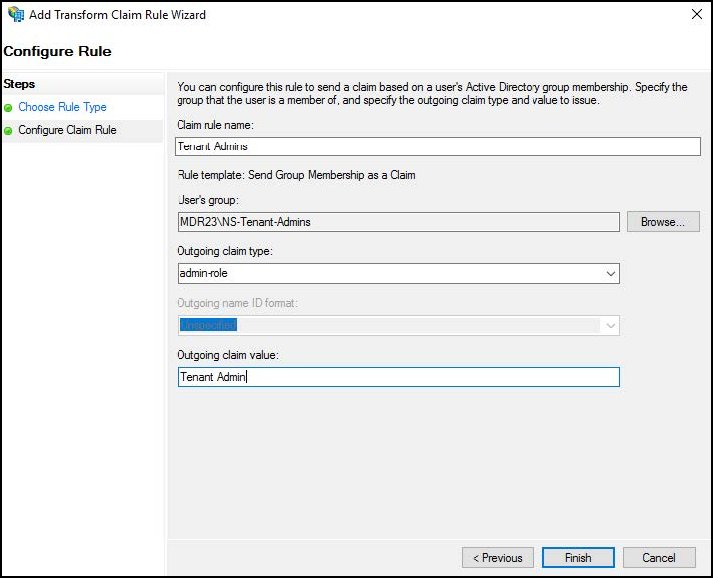 Add Transform Claim Rule Wizard
Configure Rule
Steps
Choose Rule Type
Configure Claim Rule
You can configure this rule to send a claim based on a user's Active Directory group membership. Specify the
group that the user is a member of, and specify the outgoing claim type and value to issue.
Claim rule name:
Tenant Admins
Rule template: Send Group Membership as a Claim
User's group:
MDR23\NS-Tenant-Admins
Browse...
Outgoing claim type:
admin-role
Outgoing name ID format:
Unspecified
Outgoing claim value:
Tenant Admin
< Previous
Finish
Cancel